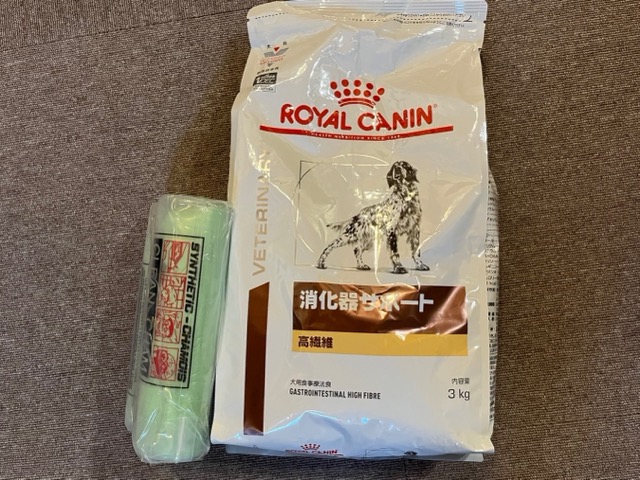 ROYAL CANIN
VETERINARY
消化器サポート
高繊維
犬用食事療法食
GASTROINTESTINAL HIGH FIBRE
内容量
3 kg
SYNTHETIC - CHAMOIS